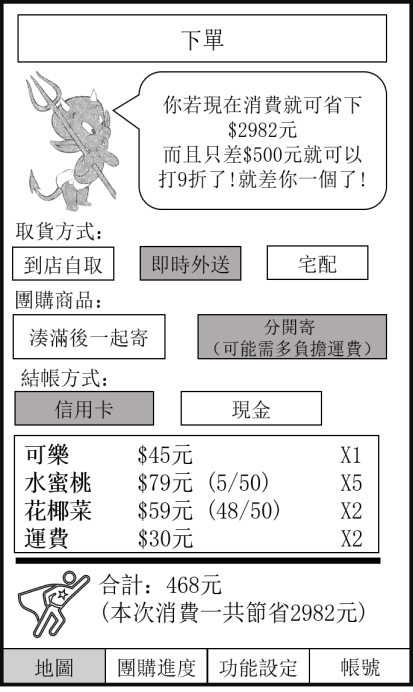 下單
你若現在消費就可省下
$2982元
而且只差$500元就可以
打9折了!就差你一個了!
取貨方式:
到店自取 即時外送 宅配
團購商品:
湊滿後一起寄 分開寄
(可能需多負擔運費)
結帳方式:
信用卡 現金
可樂 $45元 X1
水蜜桃 $79元 (5/50) X5
花椰菜 $59元 (48/50) X2
運費 $30元 X2
合計: 468元
(本次消費一共節省2982元)
地圖 團購進度 功能設定 帳號